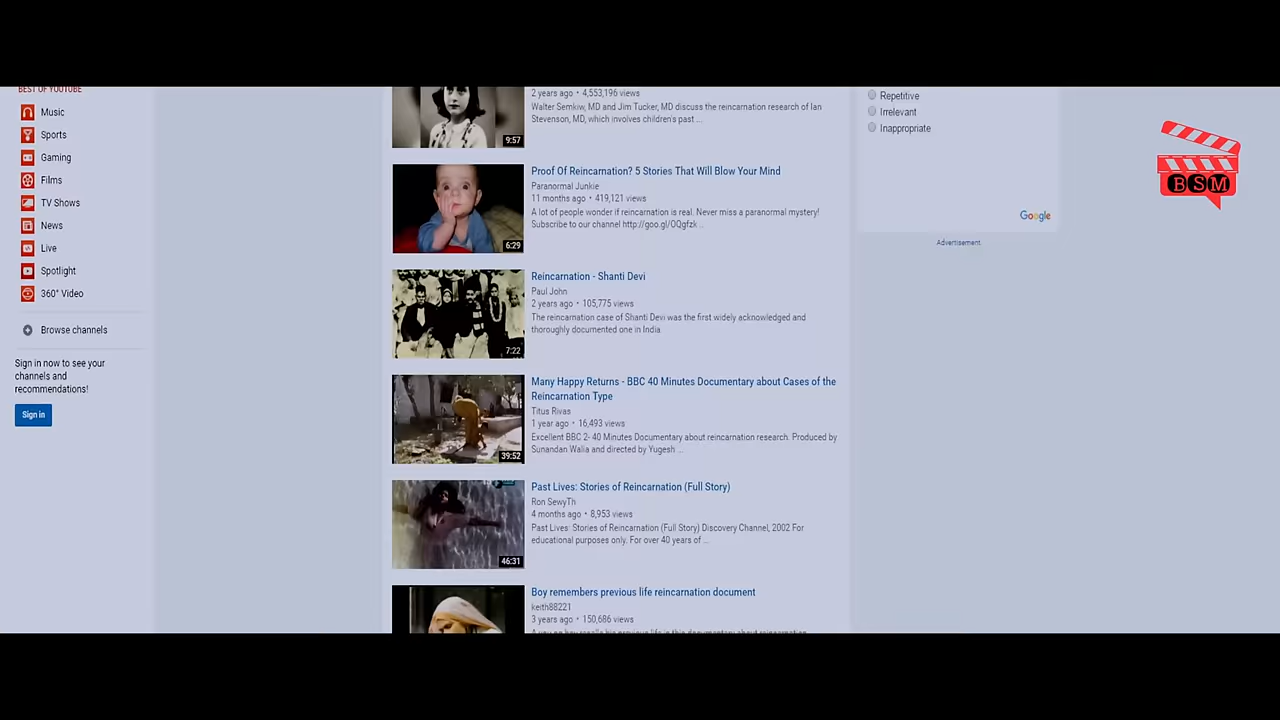 BEST OF YOUTUBE
Music
Sports
Gaming
Films
TV Shows
News
Live
Spotlight
360° Video
Browse channels
Sign in now to see your
channels and
recommendations!
Sign in
9:57
2 years ago • 4,553,196 views
Walter Semkiw, MD and Jim Tucker, MD discuss the reincarnation research of Ian
Stevenson, MD, which involves children's past ...
6:29
Proof Of Reincarnation? 5 Stories That Will Blow Your Mind
Paranormal Junkie
11 months ago • 419,121 views
A lot of people wonder if reincarnation is real. Never miss a paranormal mystery!
Subscribe to our channel http://goo.gl/OQgfzk ..
7:22
Reincarnation - Shanti Devi
Paul John
2 years ago • 105,775 views
The reincarnation case of Shanti Devi was the first widely acknowledged and
thoroughly documented one in India
39:52
Many Happy Returns - BBC 40 Minutes Documentary about Cases of the
Reincarnation Type
Titus Rivas
1 year ago • 16,493 views
Excellent BBC 2- 40 Minutes Documentary about reincarnation research. Produced by
Sunandan Walia and directed by Yugesh ...
46:31
Past Lives: Stories of Reincarnation (Full Story)
Ron SewyTh
4 months ago • 8,953 views
Past Lives: Stories of Reincarnation (Full Story) Discovery Channel, 2002 For
educational purposes only. For over 40 years of ...
Boy remembers previous life reincarnation document
keith88221
3 years ago • 150,686 views
Repetitive
Irrelevant
Inappropriate
Google
Advertisement
BSM